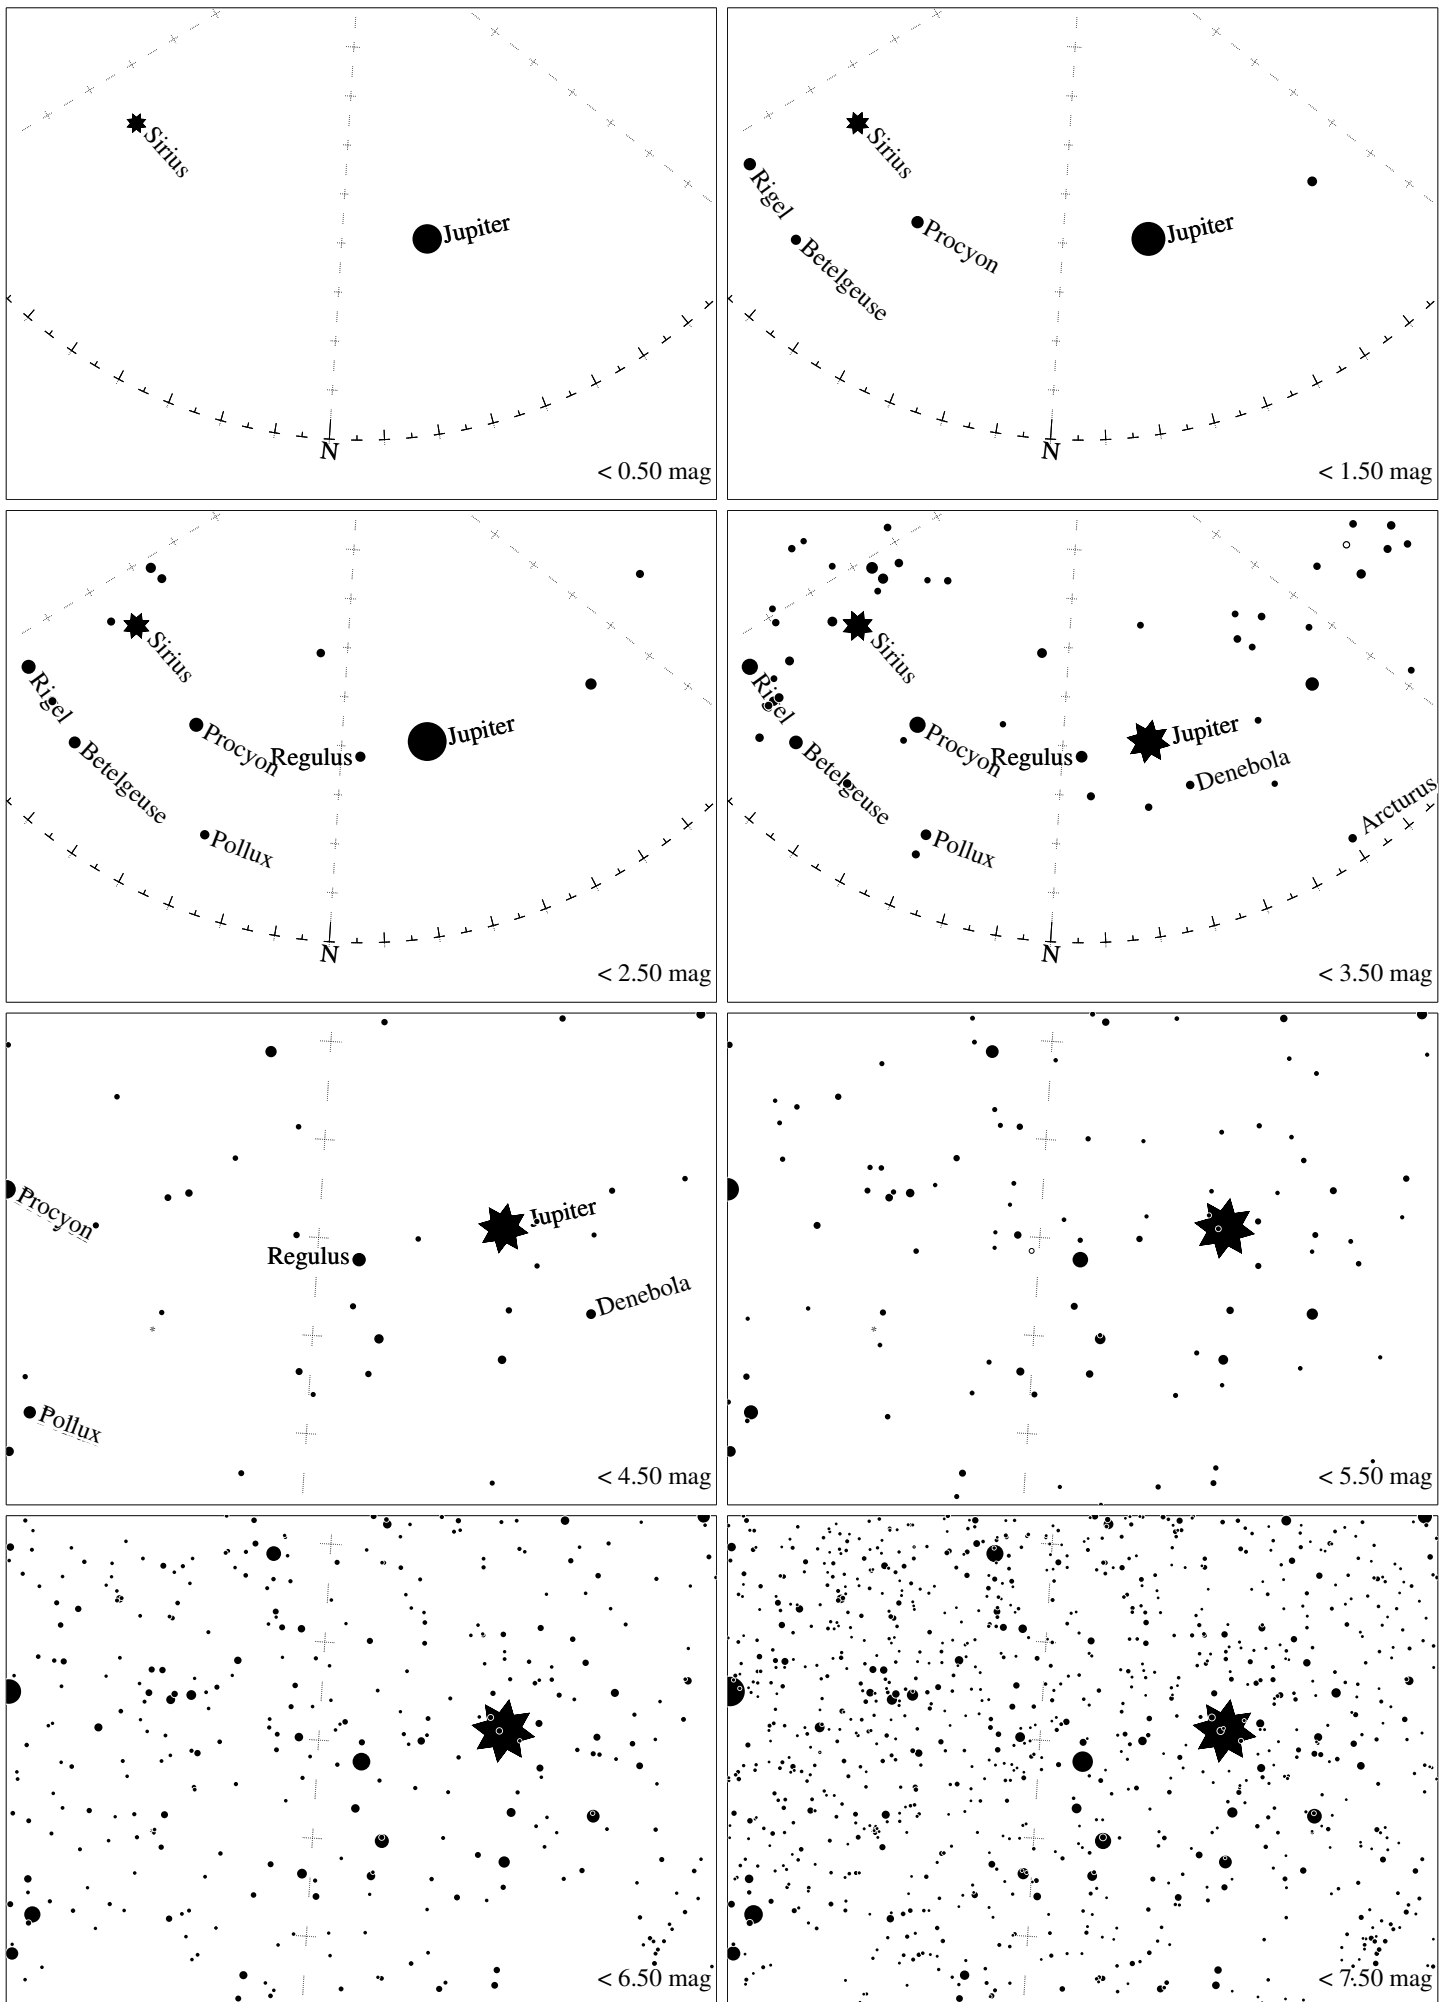 Sirius
Jupiter
N
< 0.50 mag
Sirius
Rigel
Procyon
Jupiter
Betelgeuse
N
< 1.50 mag
Sirius
Rigel
Procyon
Jupiter
Regulus
Betelgeuse
Pollux
N
< 2.50 mag
Sirius
Rigel
Procyon
Jupiter
Regulus
Denebola
Betelgeuse
Arcturus
Pollux
N
< 3.50 mag
Procyon
Jupiter
Regulus
Denebola
Pollux
< 4.50 mag
< 5.50 mag
< 6.50 mag
< 7.50 mag